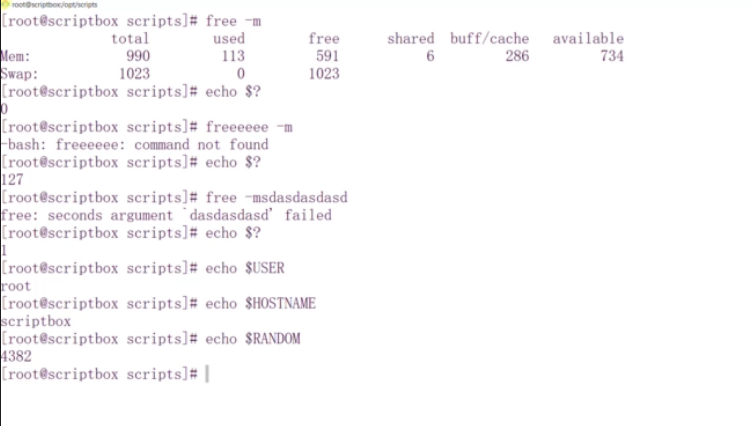 root@scriptbox:/opt/scripts
[root@scriptbox scripts]# free -m
total used free shared buff/cache available
Mem: 990 113 591 6 286 734
Swap: 1023 0 1023
[root@scriptbox scripts]# echo $?
0
[root@scriptbox scripts]# freeeeee -m
-bash: freeeeee: command not found
[root@scriptbox scripts]# echo $?
127
[root@scriptbox scripts]# free -msdasdasdasd
free: seconds argument `dasdasdasd' failed
[root@scriptbox scripts]# echo $?
1
[root@scriptbox scripts]# echo $USER
root
[root@scriptbox scripts]# echo $HOSTNAME
scriptbox
[root@scriptbox scripts]# echo $RANDOM
4382
[root@scriptbox scripts]#